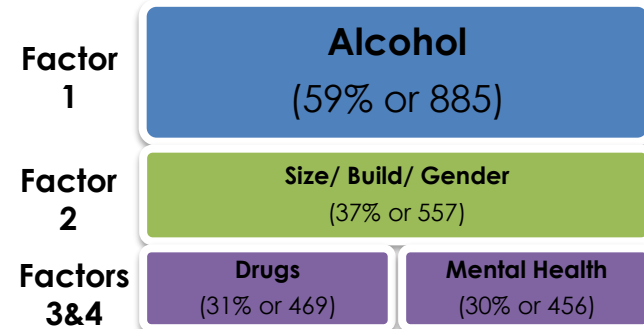 Factor
1
Alcohol
(59% or 885)
Factor
2
Size/ Build/ Gender
(37% or 557)
Factors
3&4
Drugs
(31% or 469)
Mental Health
(30% or 456)